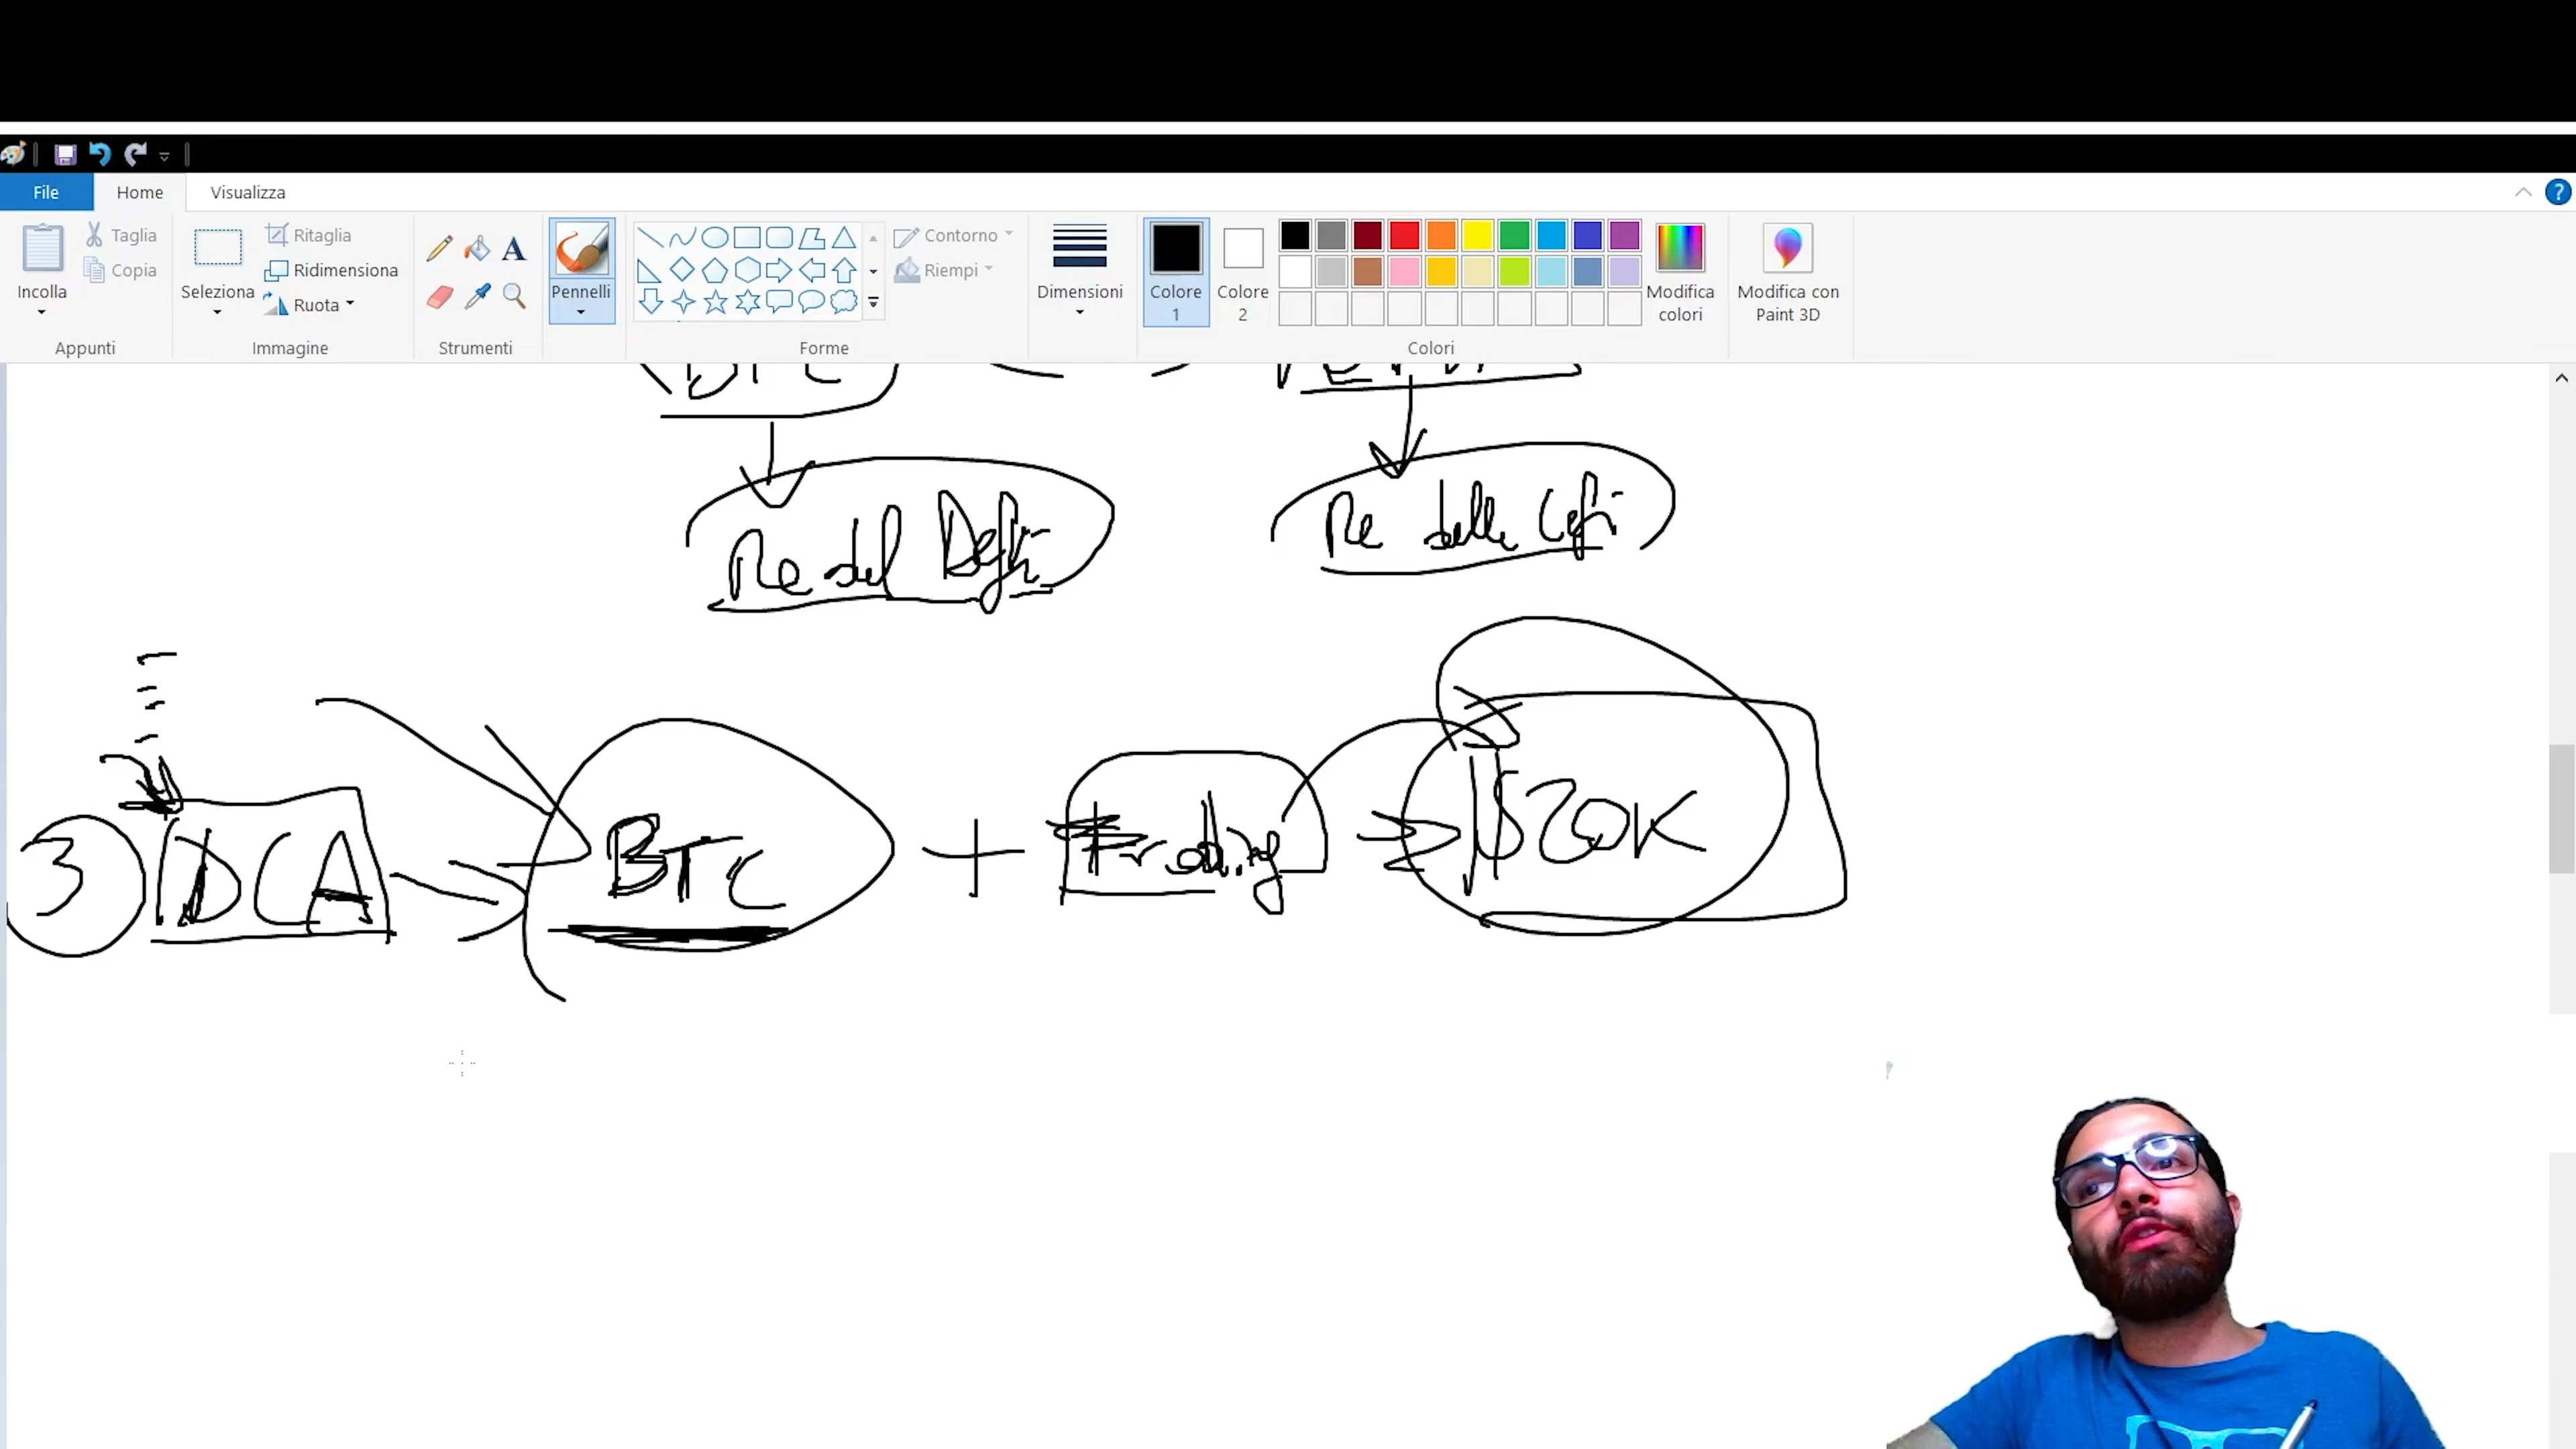 File Home Visualizza
Incolla
Taglia
Copia
Appunti
Seleziona
Ritaglia
Ridimensiona
Ruota
Immagine
Strumenti
Pennelli
Contorno
Riempi
Forme
Dimensioni
Colore 1
Colore 2
Modifica colori
Colori
Modifica con Paint 3D
BTC
Re del Defi
Re delle Cefi
3 DCA BTC + Trading $20K